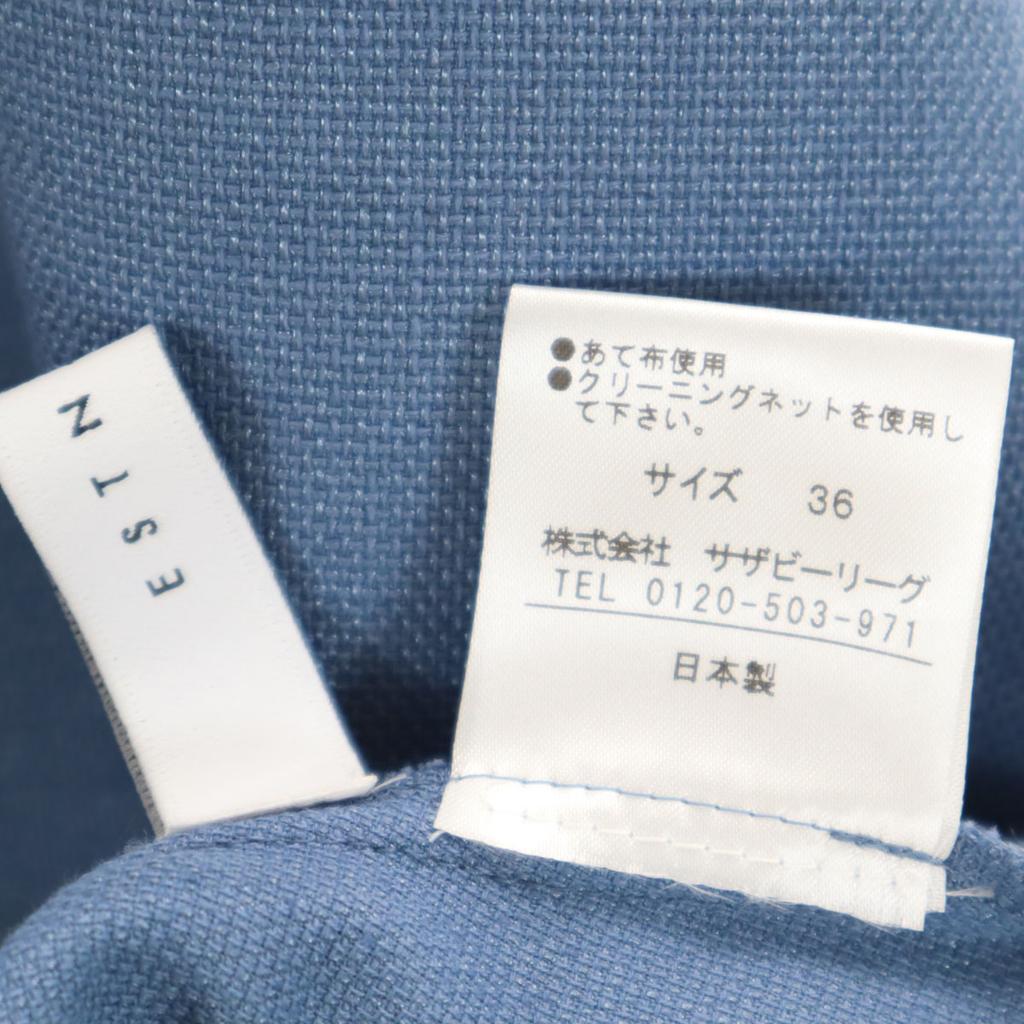 ESTN
●あて布使用
●クリーニングネットを使用し
て下さい。
サイズ 36
株式会社 サザビーリーグ
TEL 0120-503-971
日本製